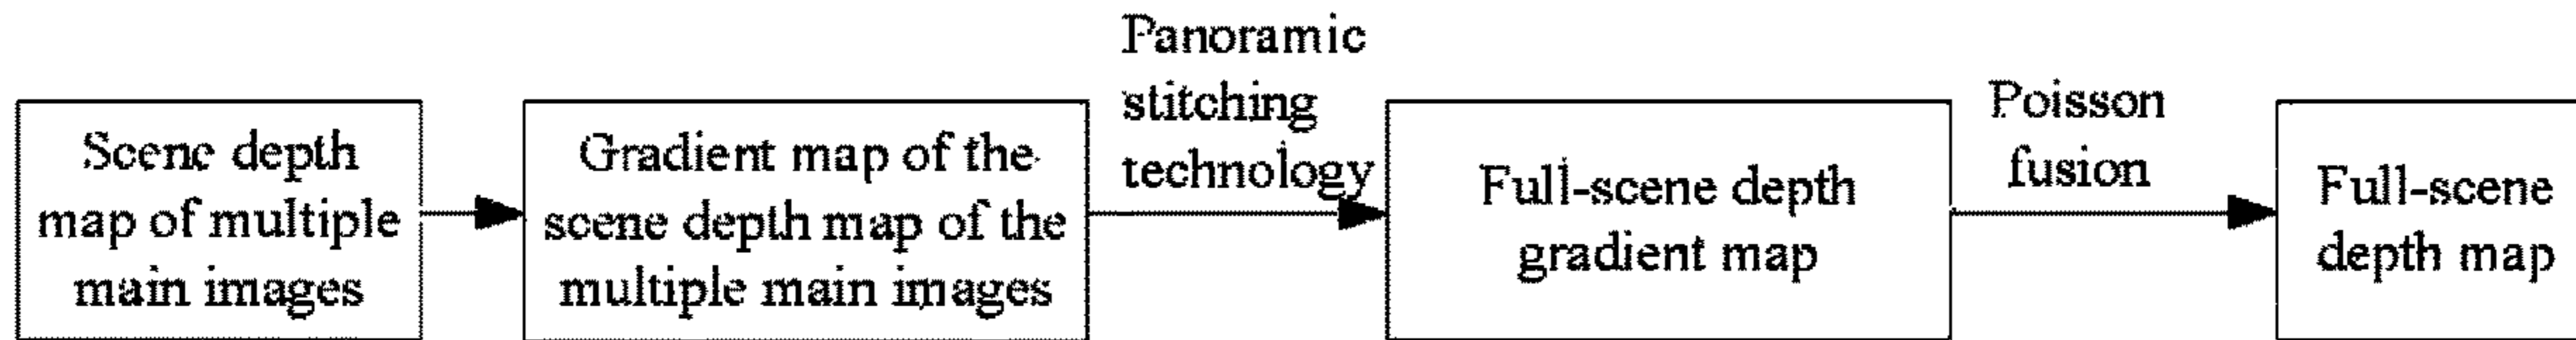 Scene depth
map of multiple
main images
Gradient map of the
scene depth map of the
multiple main images
Panoramic
stitching
technology
Full-scene depth
gradient map
Poisson
fusion
Full-scene
depth map